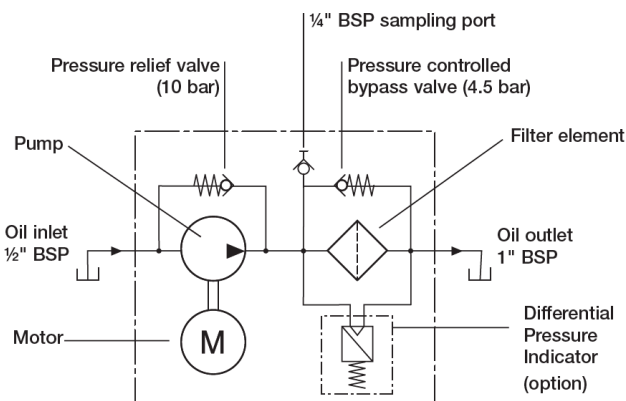 ¼" BSP sampling port
Pressure relief valve
(10 bar)
Pressure controlled
bypass valve (4.5 bar)
Pump
Filter element
Oil inlet
½" BSP
Oil outlet
1" BSP
Motor
M
Differential
Pressure
Indicator
(option)